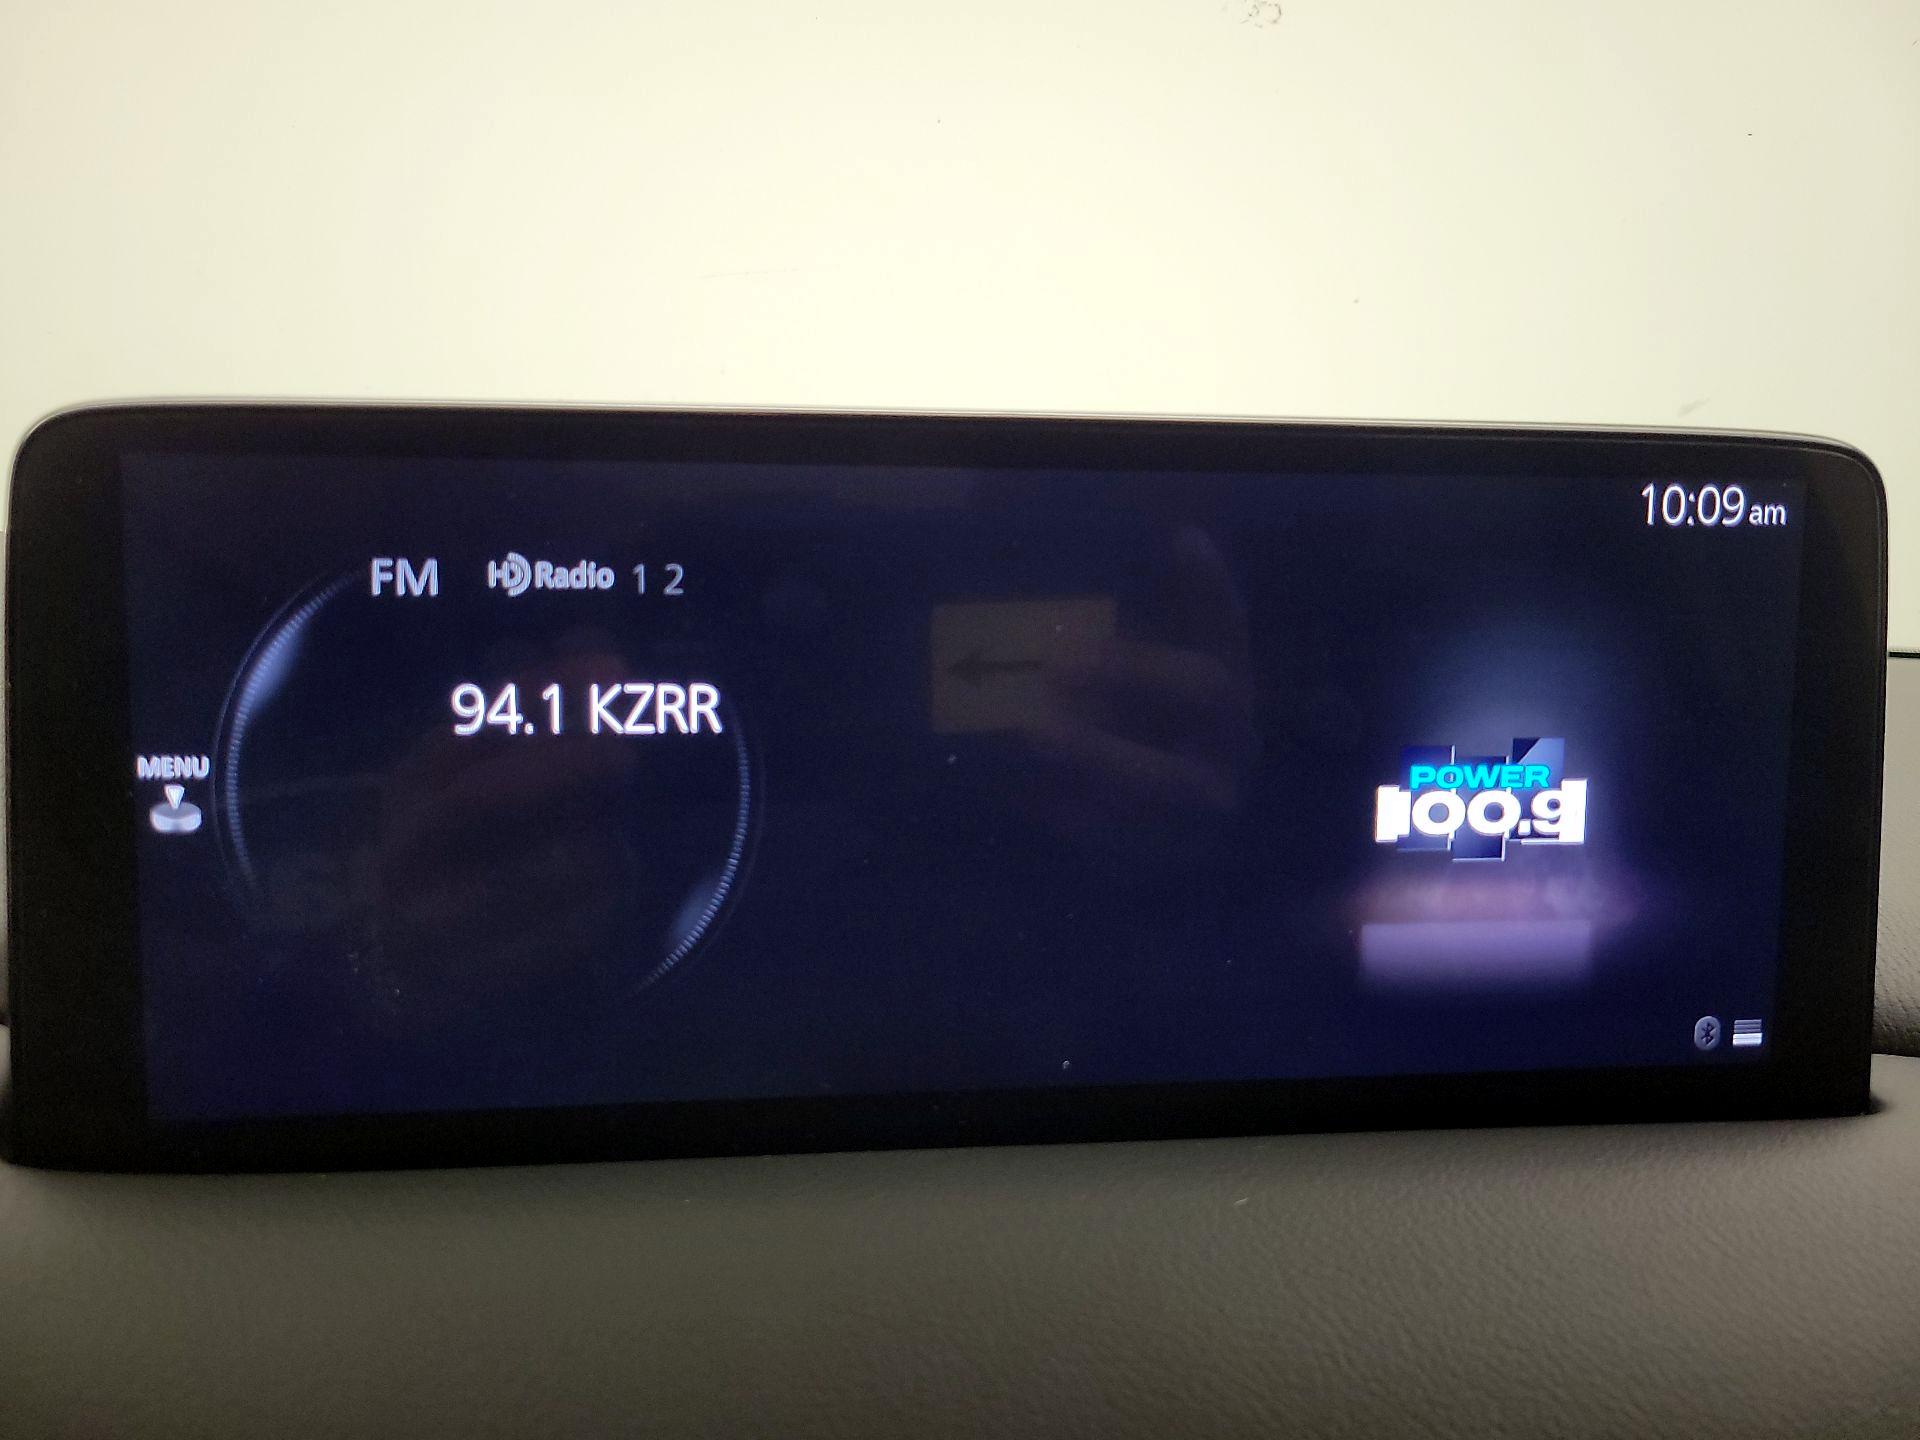 10:09 am
FM HD Radio 1 2
94.1 KZRR
MENU
POWER
100.9